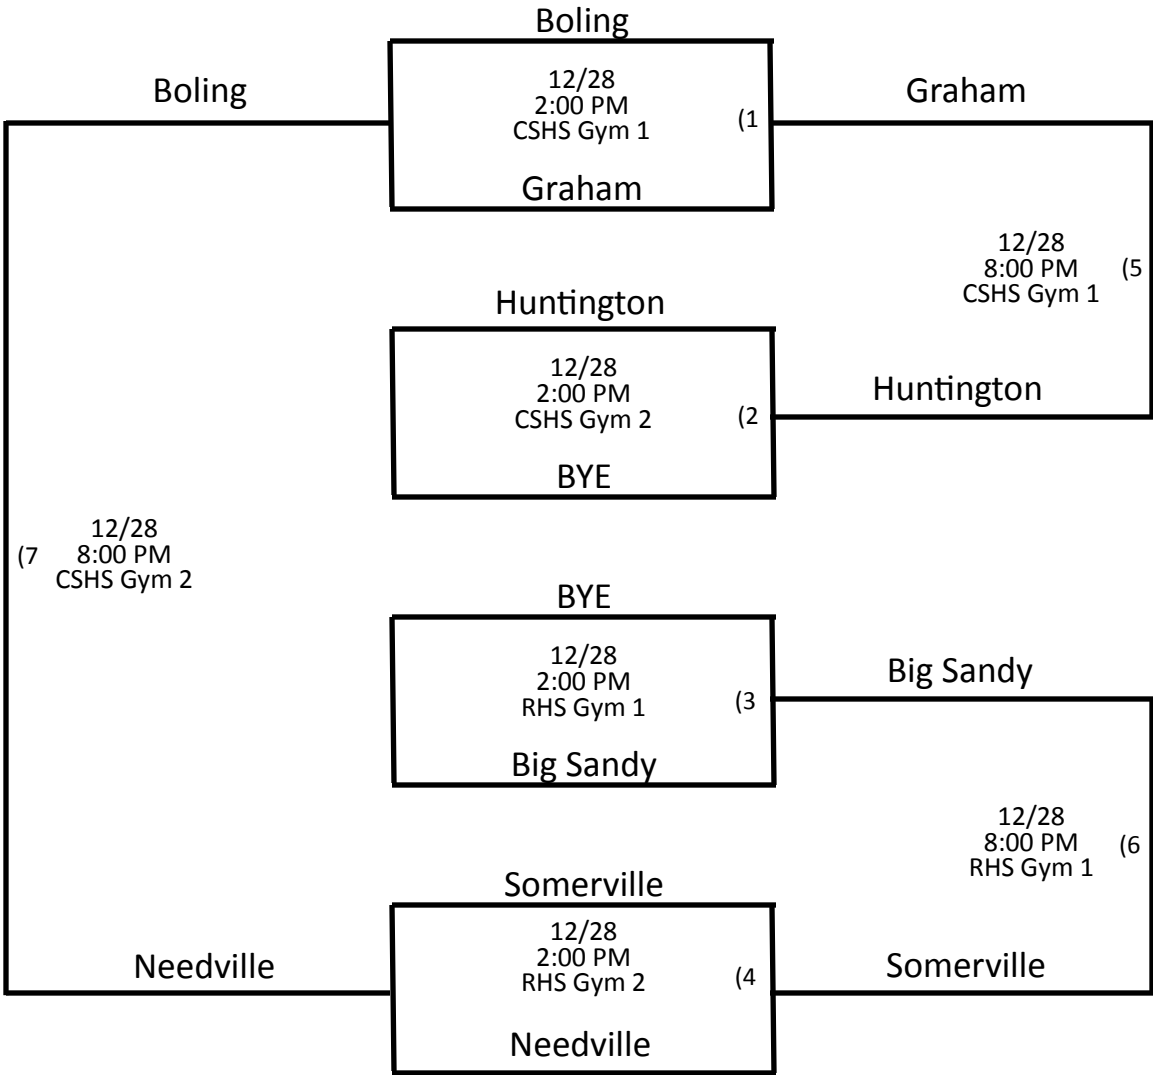 Boling
Boling
12/28
2:00 PM
CSHS Gym 1
(1
Graham
Graham
12/28
8:00 PM
CSHS Gym 1
(5
Huntington
12/28
2:00 PM
CSHS Gym 2
(2
Huntington
BYE
12/28
8:00 PM
CSHS Gym 2
(7
BYE
12/28
2:00 PM
RHS Gym 1
(3
Big Sandy
Big Sandy
12/28
8:00 PM
RHS Gym 1
(6
Somerville
12/28
2:00 PM
RHS Gym 2
(4
Needville
Somerville
Needville